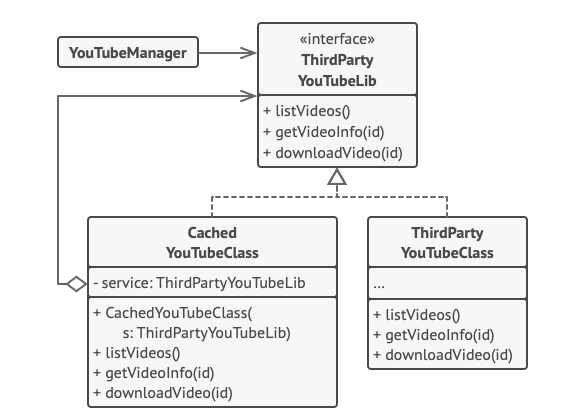 YouTubeManager
«interface»
ThirdParty
YouTubeLib
+ listVideos()
+ getVideoInfo(id)
+ downloadVideo(id)
Cached
YouTubeClass
- service: ThirdPartyYouTubeLib
+ CachedYouTubeClass(
s: ThirdPartyYouTubeLib)
+ listVideos()
+ getVideoInfo(id)
+ downloadVideo(id)
ThirdParty
YouTubeClass
...
+ listVideos()
+ getVideoInfo(id)
+ downloadVideo(id)